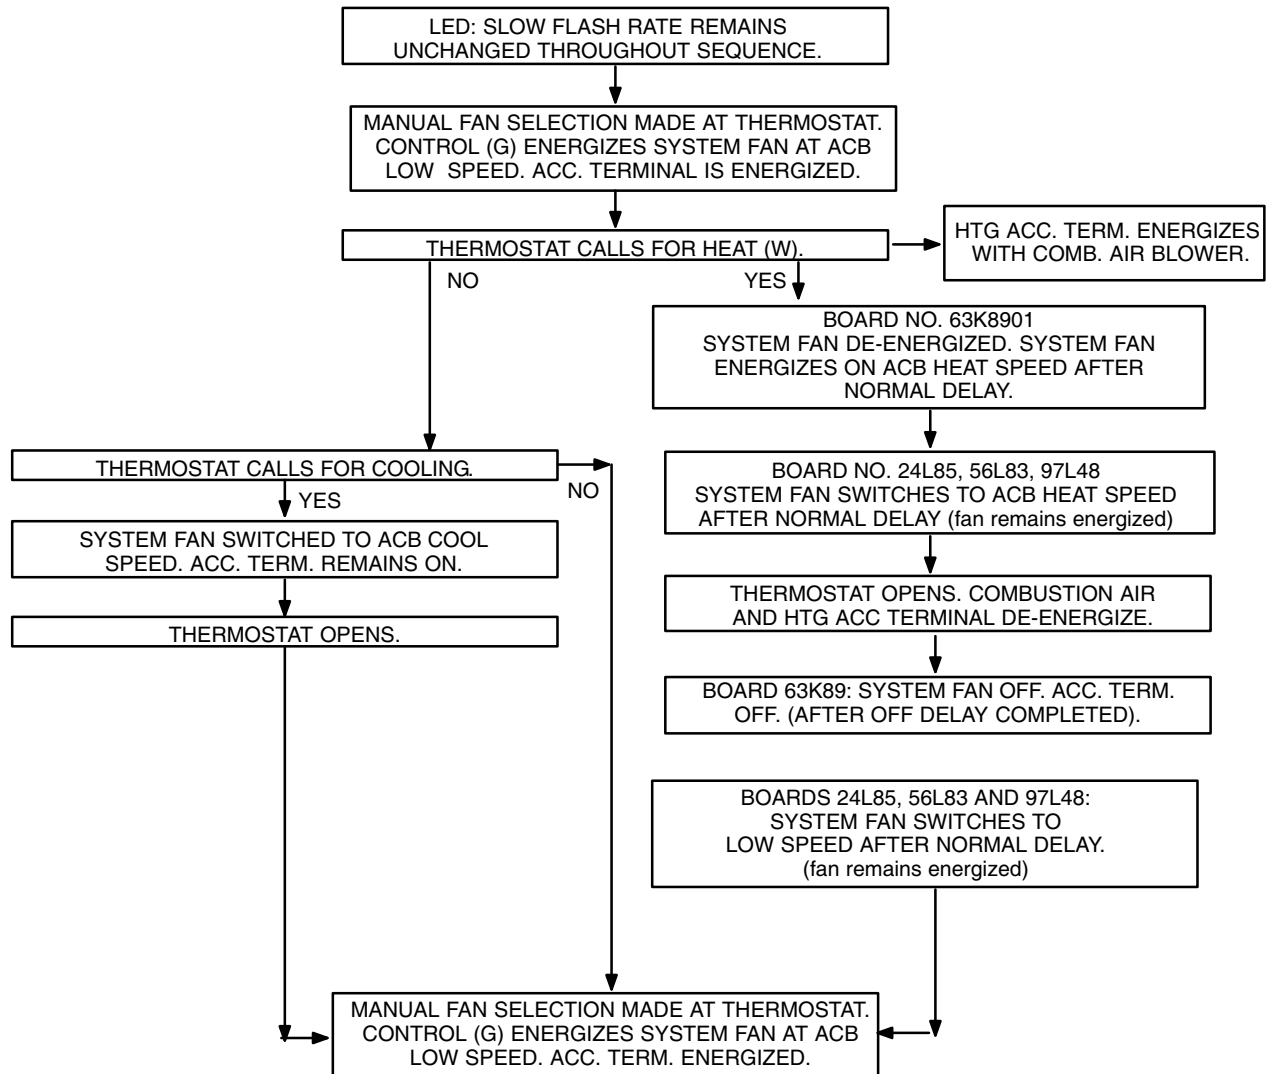 LED: SLOW FLASH RATE REMAINS
UNCHANGED THROUGHOUT SEQUENCE.
MANUAL FAN SELECTION MADE AT THERMOSTAT.
CONTROL (G) ENERGIZES SYSTEM FAN AT ACB
LOW SPEED. ACC. TERMINAL IS ENERGIZED.
THERMOSTAT CALLS FOR HEAT (W).
HTG ACC. TERM. ENERGIZES
WITH COMB. AIR BLOWER.
NO
YES
BOARD NO. 63K8901
SYSTEM FAN DE-ENERGIZED. SYSTEM FAN
ENERGIZES ON ACB HEAT SPEED AFTER
NORMAL DELAY.
THERMOSTAT CALLS FOR COOLING.
NO
YES
BOARD NO. 24L85, 56L83, 97L48
SYSTEM FAN SWITCHES TO ACB HEAT SPEED
AFTER NORMAL DELAY (fan remains energized)
SYSTEM FAN SWITCHED TO ACB COOL
SPEED. ACC. TERM. REMAINS ON.
THERMOSTAT OPENS. COMBUSTION AIR
AND HTG ACC TERMINAL DE-ENERGIZE.
THERMOSTAT OPENS.
BOARD 63K89: SYSTEM FAN OFF. ACC. TERM.
OFF. (AFTER OFF DELAY COMPLETED).
BOARDS 24L85, 56L83 AND 97L48:
SYSTEM FAN SWITCHES TO
LOW SPEED AFTER NORMAL DELAY.
(fan remains energized)
MANUAL FAN SELECTION MADE AT THERMOSTAT.
CONTROL (G) ENERGIZES SYSTEM FAN AT ACB
LOW SPEED. ACC. TERM. ENERGIZED.